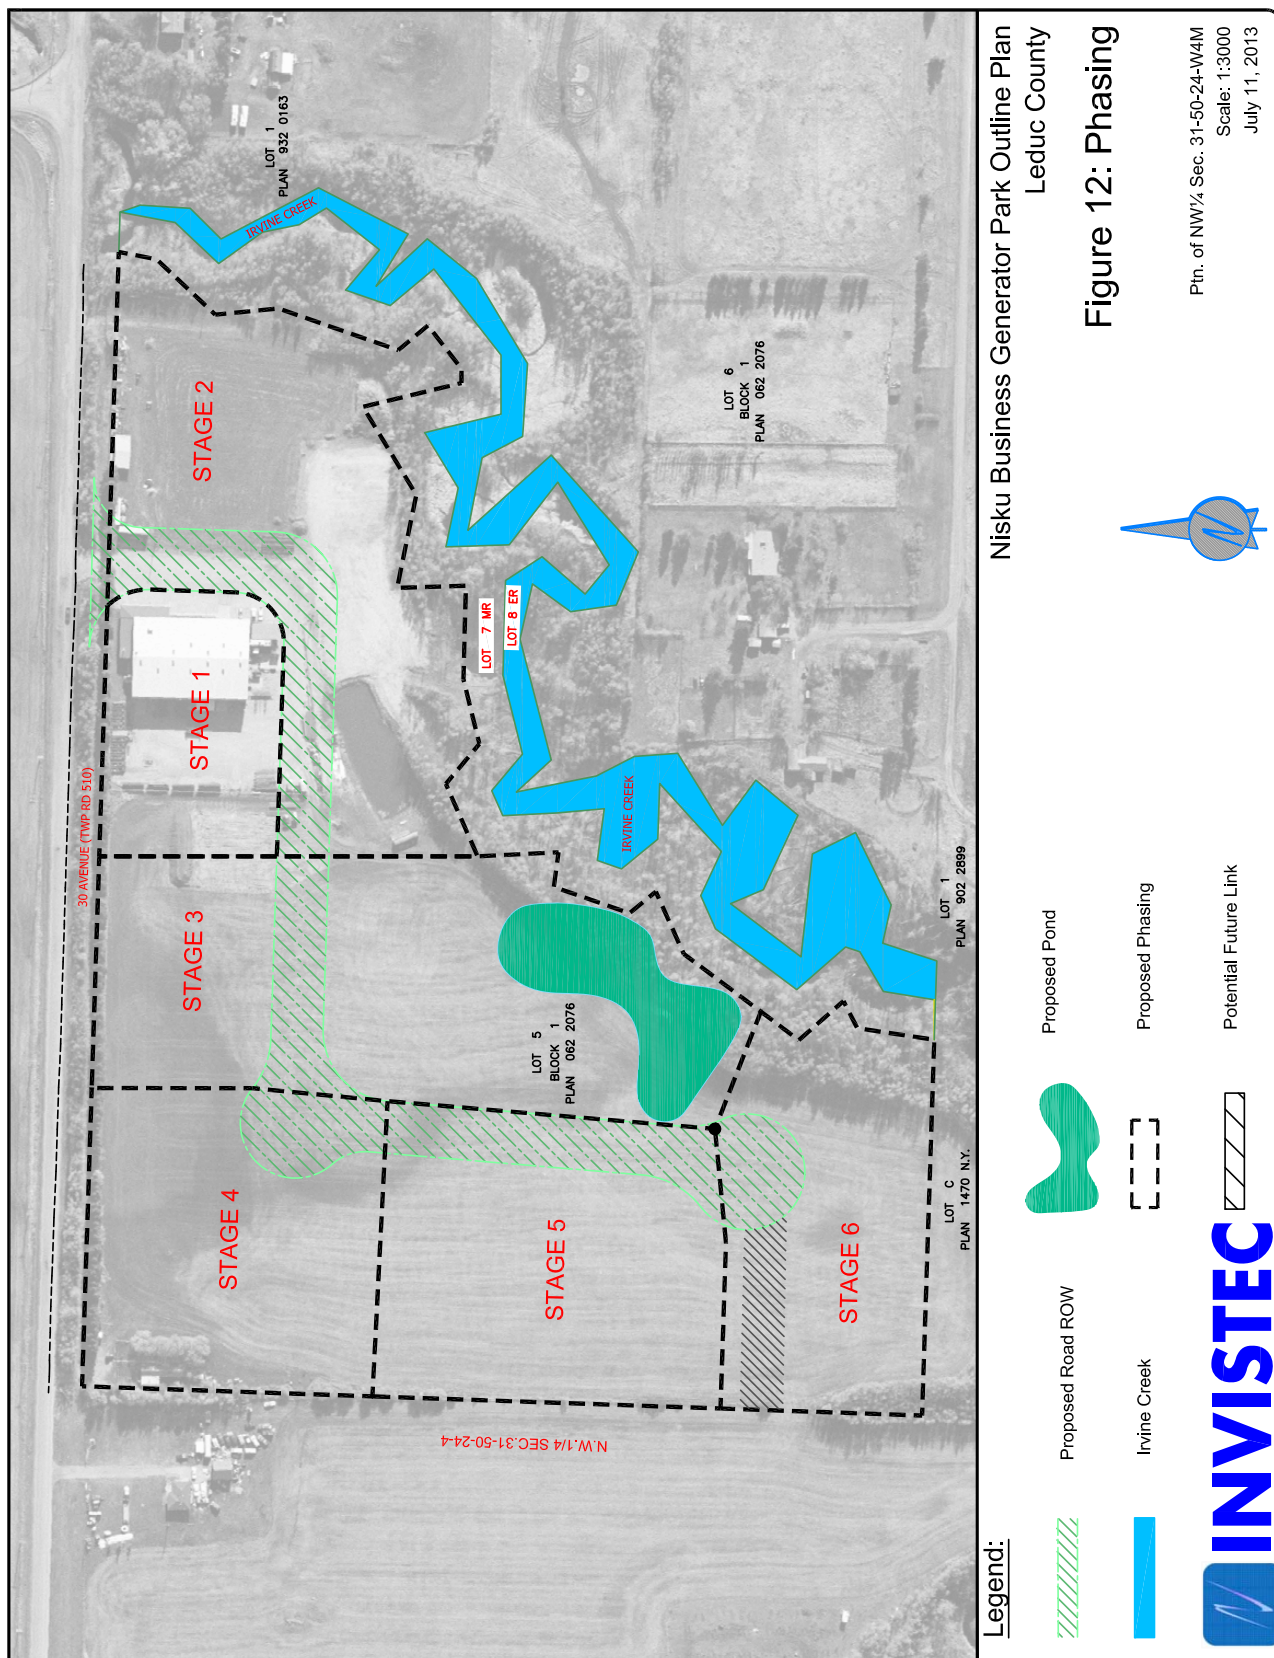 Nisku Business Generator Park Outline Plan
Leduc County
Figure 12: Phasing
Ptn. of NW¼ Sec. 31-50-24-W4M
Scale: 1:3000
July 11, 2013
30 AVENUE (TWP RD 510)
STAGE 1
STAGE 2
STAGE 3
STAGE 4
STAGE 5
STAGE 6
LOT 1
PLAN 932 0163
IRVINE CREEK
LOT 6
BLOCK 1
PLAN 062 2076
LOT 7 MR
LOT 8 ER
IRVINE CREEK
LOT 5
BLOCK 1
PLAN 062 2076
LOT 1
PLAN 902 2899
LOT C
PLAN 1470 N.Y.
N.W.1/4 SEC.31-50-24-4
Legend:
Proposed Road ROW
Proposed Pond
Irvine Creek
Proposed Phasing
Potential Future Link
INVISTEC